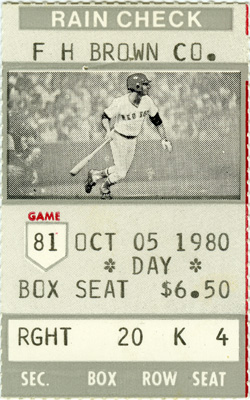 RAIN CHECK
F H BROWN CO.
RED SOX
GAME
81 OCT 05 1980
* DAY *
BOX SEAT $6.50
RGHT 20 K 4
SEC. BOX ROW SEAT